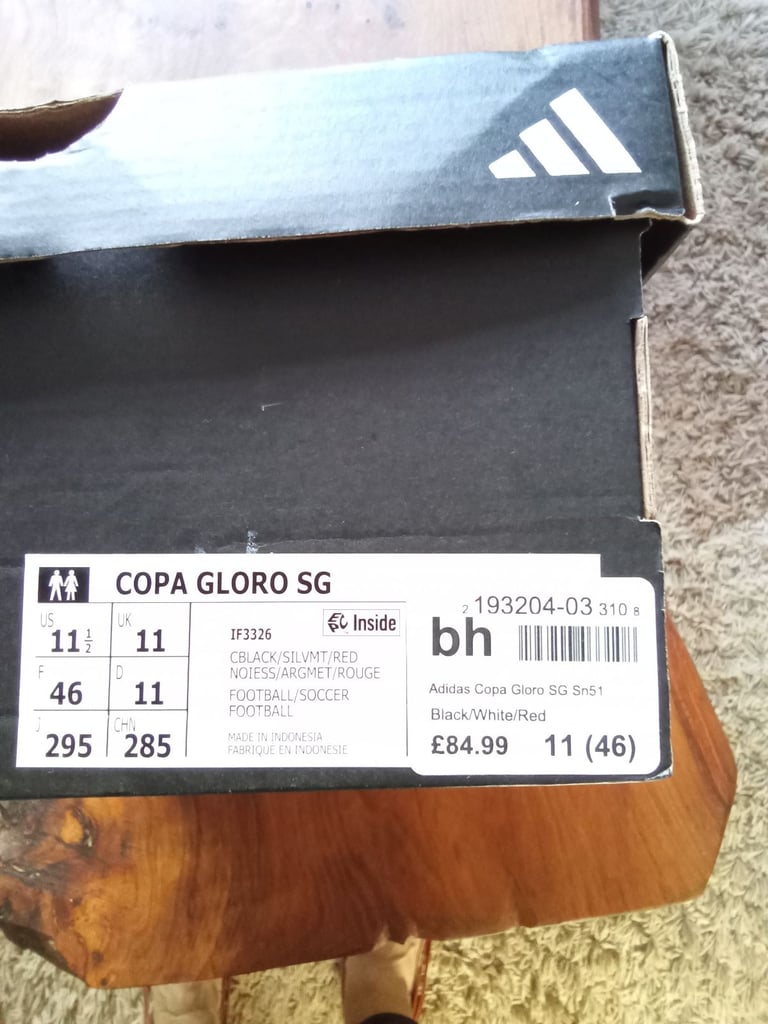 COPA GLORO SG
US
11 1/2
UK
11
F
46
D
11
J
295
CHN
285
IF3326
Inside
CBLACK/SILVMT/RED
NOIESS/ARGMET/ROUGE
FOOTBALL/SOCCER
FOOTBALL
MADE IN INDONESIA
FABRIQUE EN INDONESIE
2 193204-03 310 8
bh
Adidas Copa Gloro SG Sn51
Black/White/Red
£84.99 11 (46)